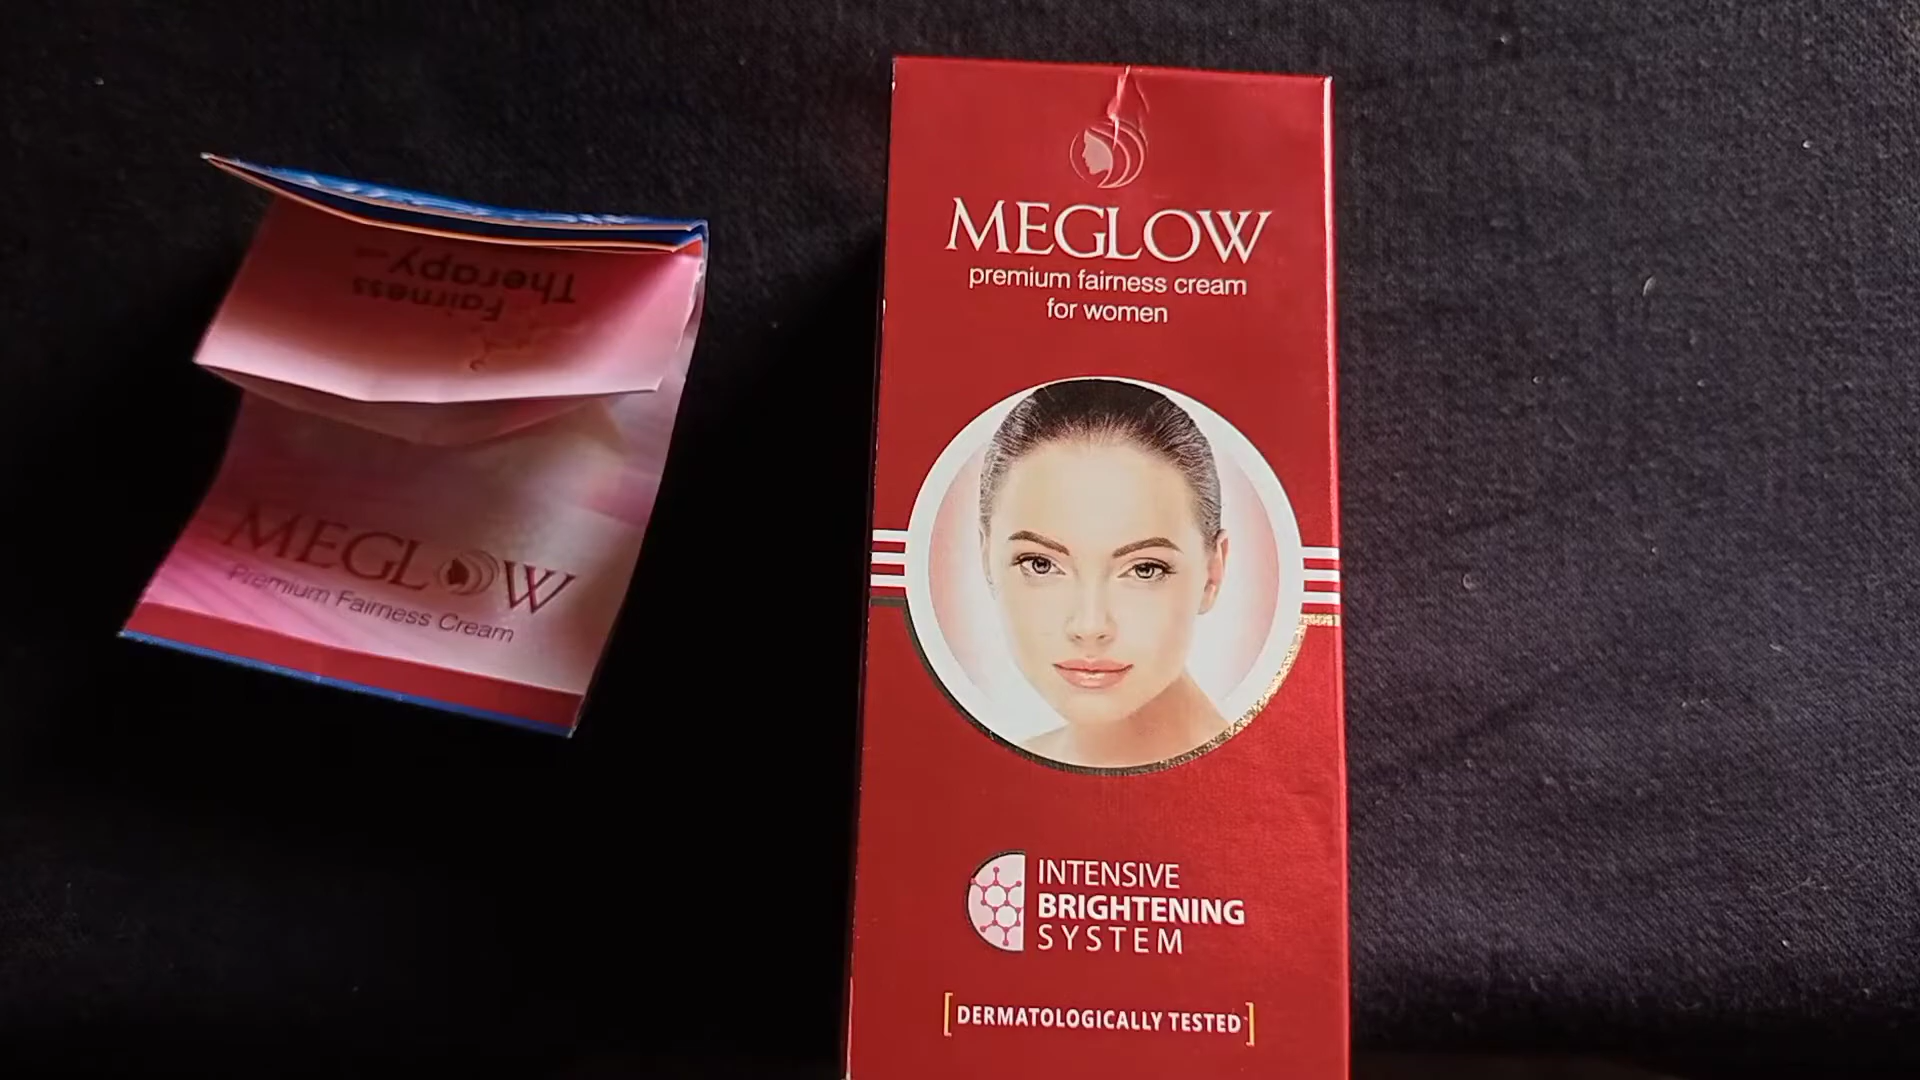 Therapy
Fairness
MEGLOW
Premium Fairness Cream
MEGLOW
premium fairness cream
for women
INTENSIVE
BRIGHTENING
SYSTEM
[DERMATOLOGICALLY TESTED]